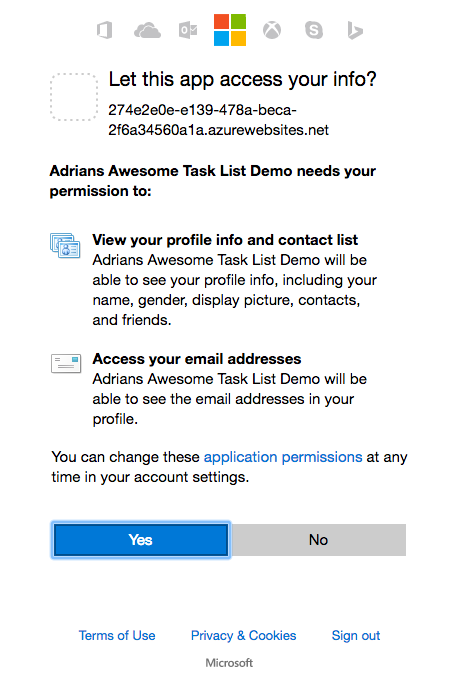 Let this app access your info?
274e2e0e-e139-478a-beca-
2f6a34560a1a.azurewebsites.net
Adrians Awesome Task List Demo needs your
permission to:
View your profile info and contact list
Adrians Awesome Task List Demo will be
able to see your profile info, including your
name, gender, display picture, contacts,
and friends.
Access your email addresses
Adrians Awesome Task List Demo will be
able to see the email addresses in your
profile.
You can change these application permissions at any
time in your account settings.
Yes No
Terms of Use Privacy & Cookies Sign out
Microsoft